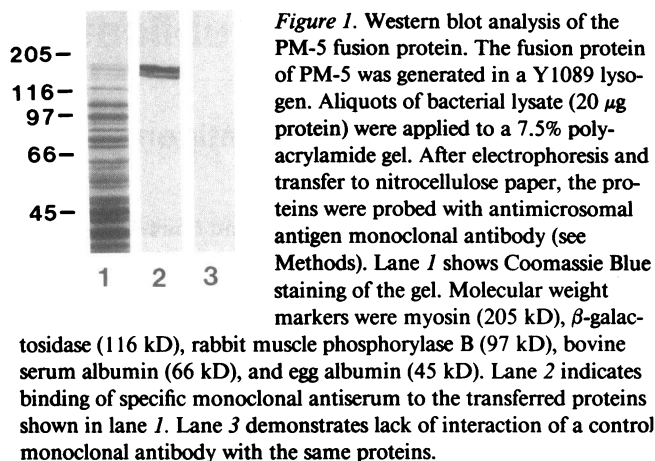 205–
116–
97–
66–
45–
1 2 3
Figure 1. Western blot analysis of the
PM-5 fusion protein. The fusion protein
of PM-5 was generated in a Y1089 lyso-
gen. Aliquots of bacterial lysate (20 μg
protein) were applied to a 7.5% poly-
acrylamide gel. After electrophoresis and
transfer to nitrocellulose paper, the pro-
teins were probed with antimicrosomal
antigen monoclonal antibody (see
Methods). Lane 1 shows Coomassie Blue
staining of the gel. Molecular weight
markers were myosin (205 kD), β-galac-
tosidase (116 kD), rabbit muscle phosphorylase B (97 kD), bovine
serum albumin (66 kD), and egg albumin (45 kD). Lane 2 indicates
binding of specific monoclonal antiserum to the transferred proteins
shown in lane 1. Lane 3 demonstrates lack of interaction of a control
monoclonal antibody with the same proteins.